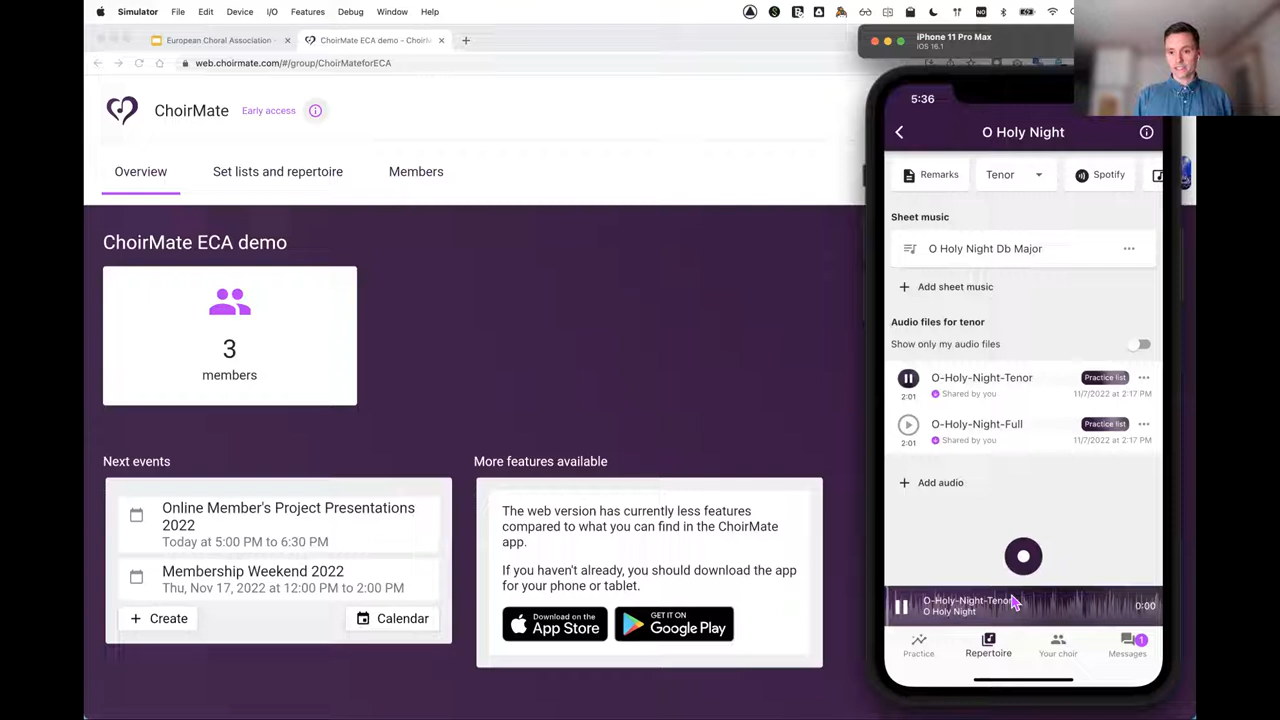 Simulator File Edit Device I/O Features Debug Window Help
European Choral Association
ChoirMate ECA demo – ChoirM
web.choirmate.com/#/group/ChoirMateforECA
ChoirMate Early access
Overview Set lists and repertoire Members
ChoirMate ECA demo
3
members
Next events
Online Member's Project Presentations
2022
Today at 5:00 PM to 6:30 PM
Membership Weekend 2022
Thu, Nov 17, 2022 at 12:00 PM to 2:00 PM
+ Create
Calendar
More features available
The web version has currently less features
compared to what you can find in the ChoirMate
app.
If you haven't already, you should download the app
for your phone or tablet.
Download on the
App Store
GET IT ON
Google Play
iPhone 11 Pro Max
iOS 16.1
5:36
O Holy Night
Remarks Tenor Spotify
Sheet music
O Holy Night Db Major
+ Add sheet music
Audio files for tenor
Show only my audio files
O-Holy-Night-Tenor Practice list
2:01 Shared by you 11/7/2022 at 2:17 PM
O-Holy-Night-Full Practice list
2:01 Shared by you 11/7/2022 at 2:17 PM
+ Add audio
O-Holy-Night-Tenor
O Holy Night
0:00
Practice Repertoire Your choir Messages 1